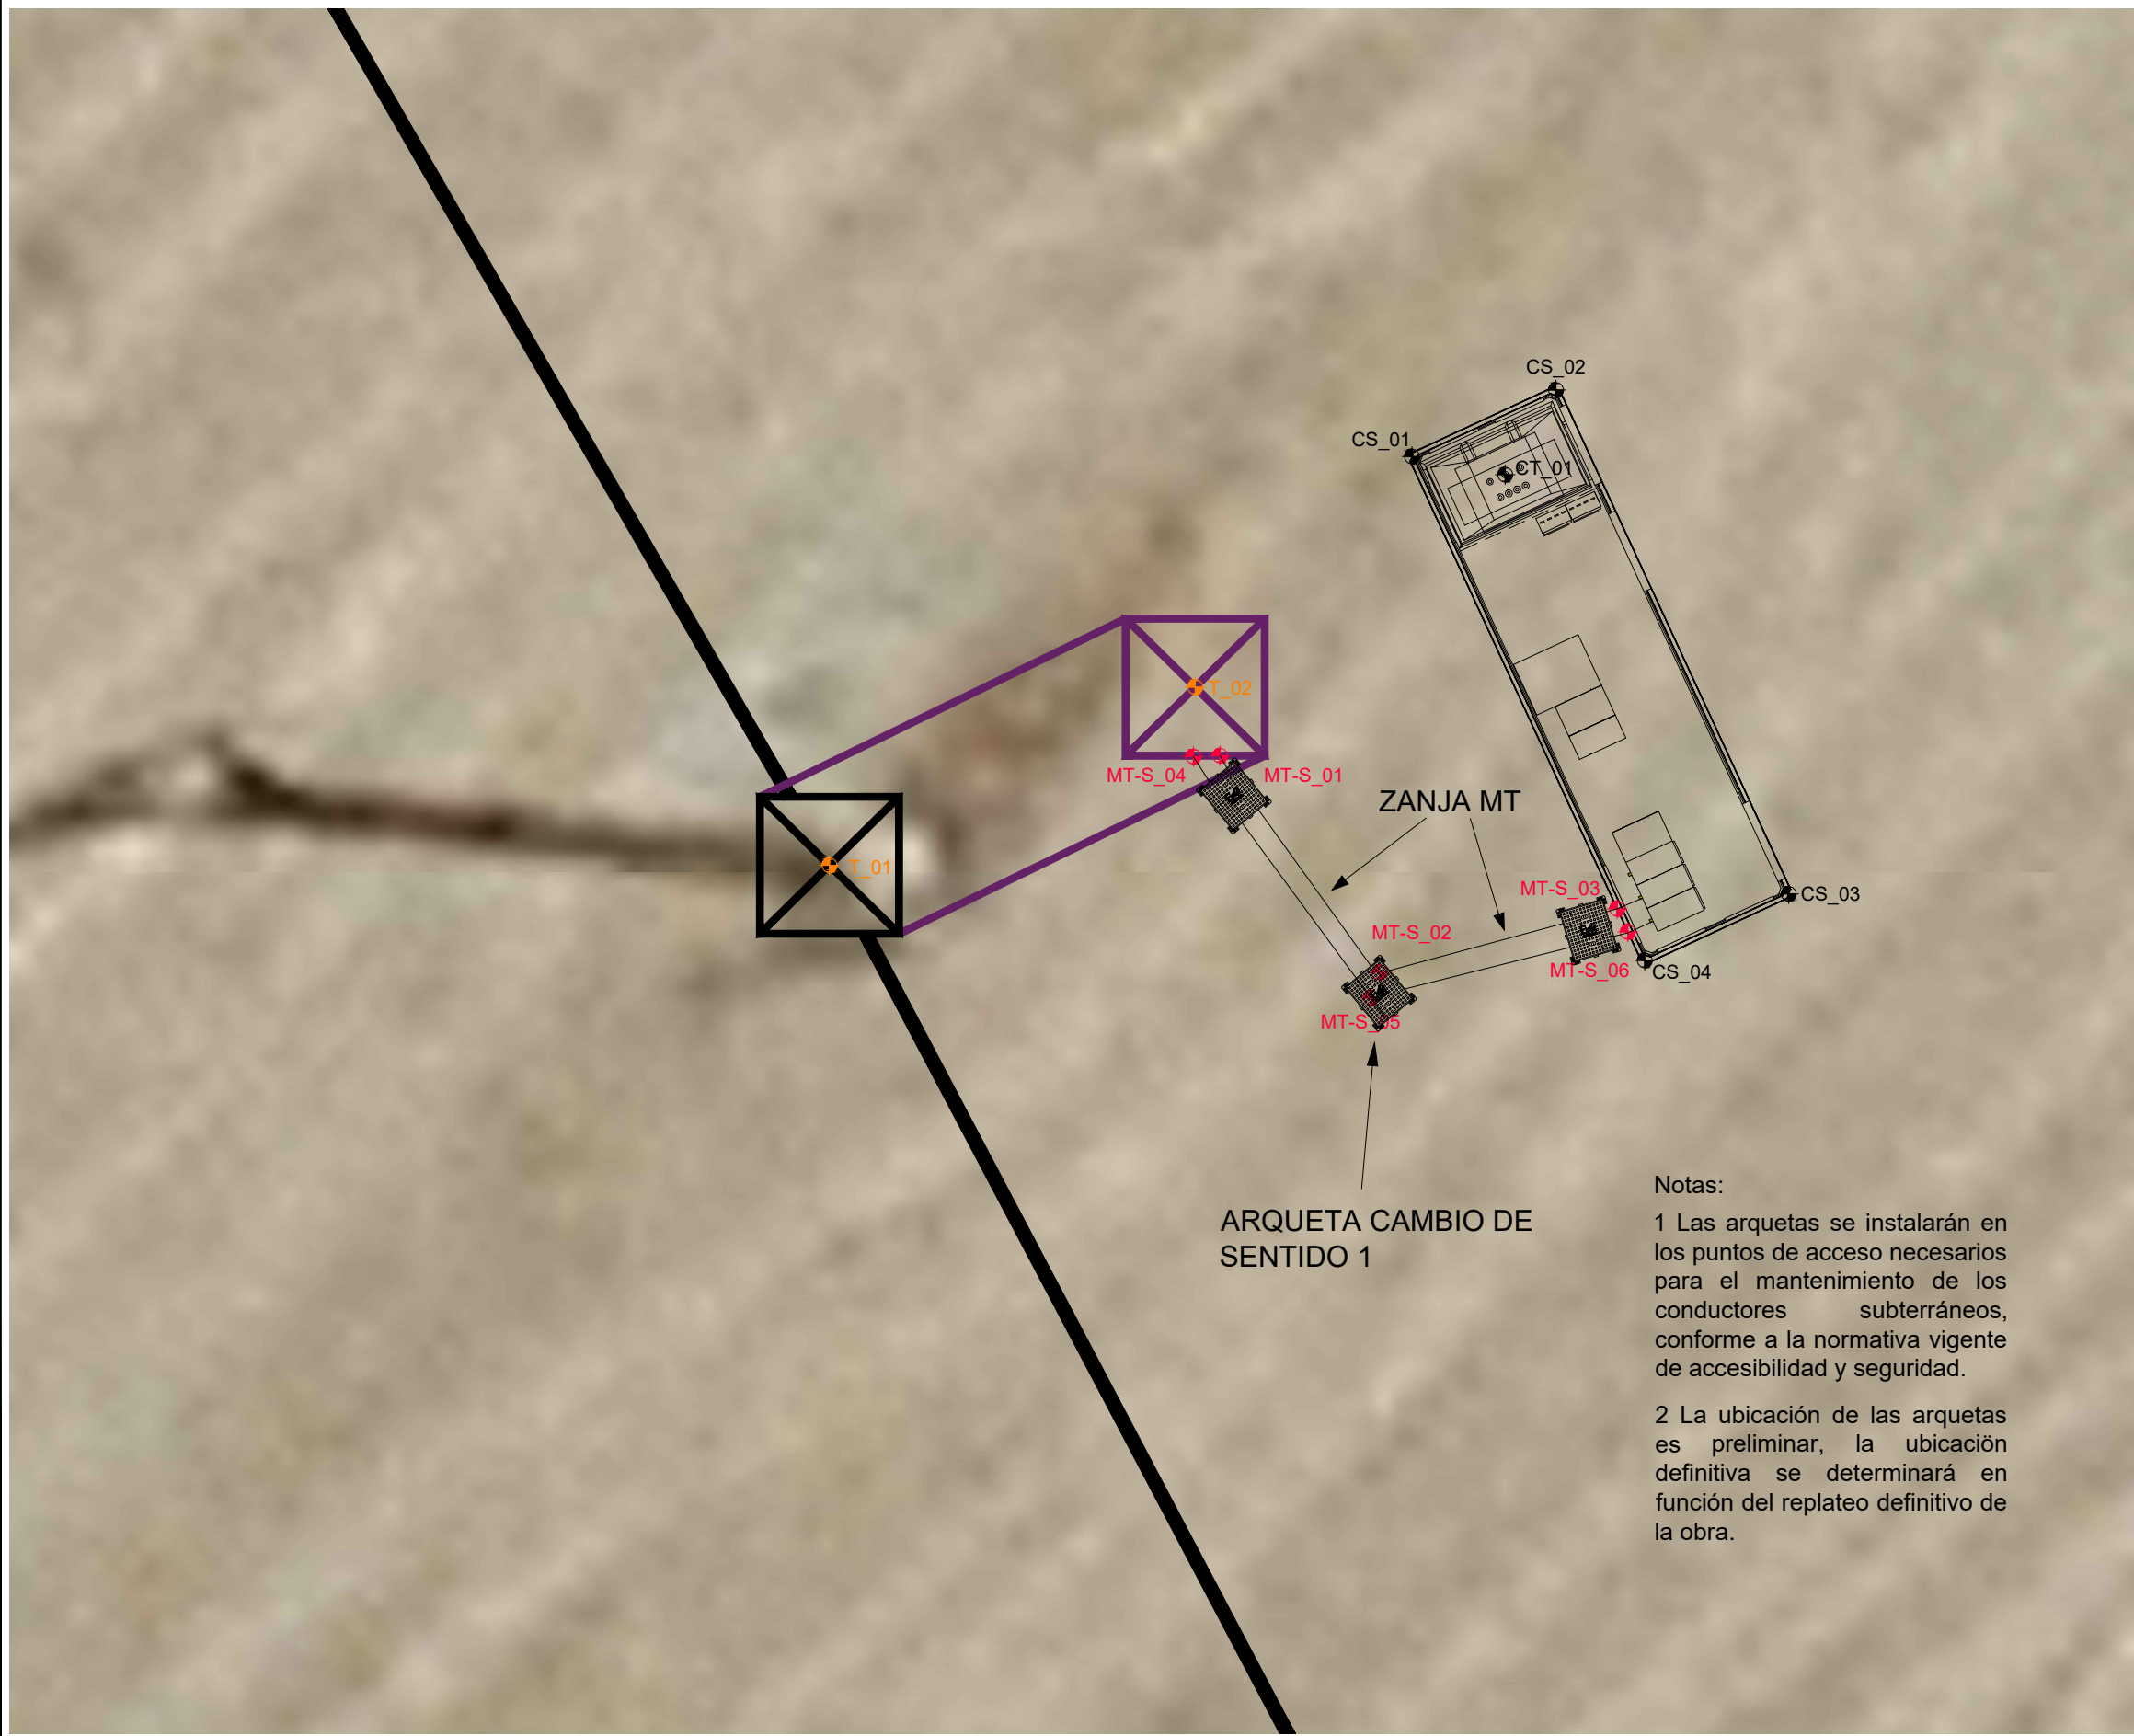 CS_02
CS_01
CT_01
T_02
MT-S_04
MT-S_01
ZANJA MT
T_01
MT-S_03
CS_03
MT-S_02
MT-S_06
CS_04
MT-S_05
ARQUETA CAMBIO DE
SENTIDO 1
Notas:
1 Las arquetas se instalarán en
los puntos de acceso necesarios
para el mantenimiento de los
conductores subterráneos,
conforme a la normativa vigente
de accesibilidad y seguridad.
2 La ubicación de las arquetas
es preliminar, la ubicaciön
definitiva se determinará en
función del replateo definitivo de
la obra.